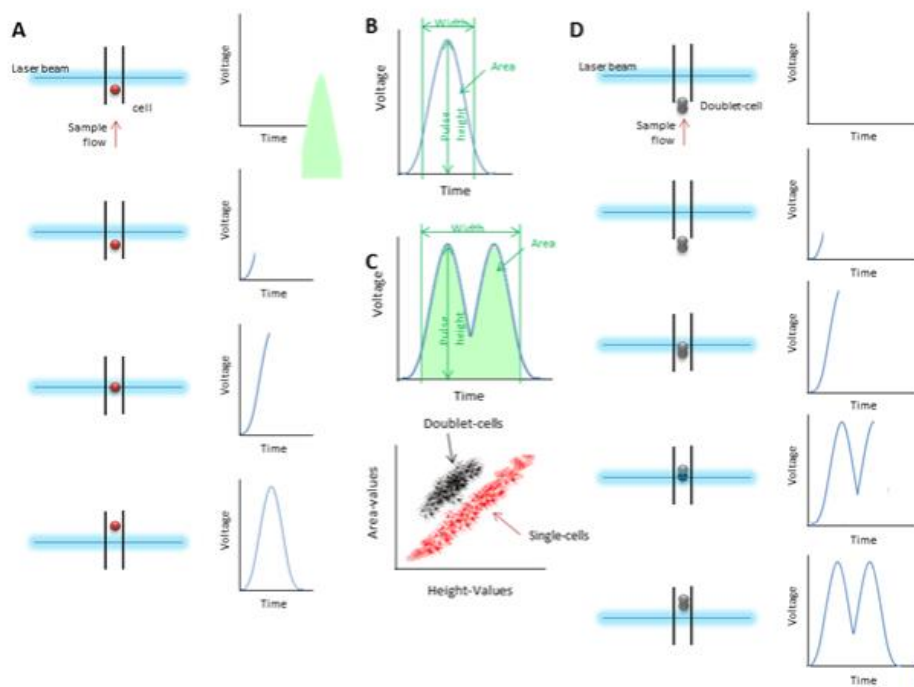 A
Laser beam
cell
Sample
flow
Voltage
Time
Voltage
Time
Voltage
Time
Voltage
Time
B
Width
Area
Pulse
height
Voltage
Time
C
Width
Area
Pulse
height
Voltage
Time
Doublet-cells
Single-cells
Area-values
Height-Values
D
Laser beam
Doublet-cell
Sample
flow
Voltage
Time
Voltage
Time
Voltage
Time
Voltage
Time
Voltage
Time